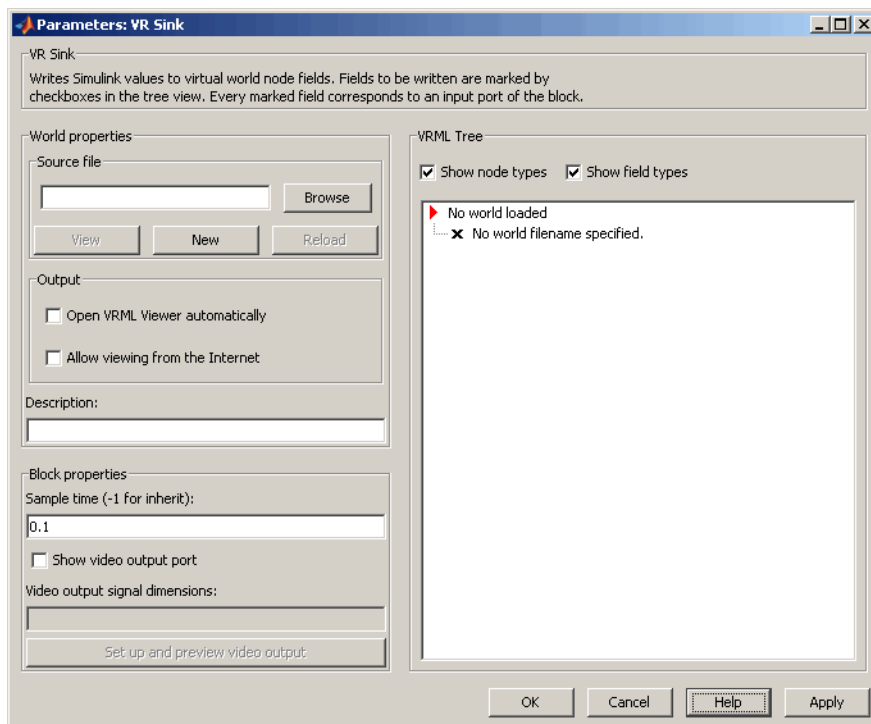 Parameters: VR Sink
VR Sink
Writes Simulink values to virtual world node fields. Fields to be written are marked by
checkboxes in the tree view. Every marked field corresponds to an input port of the block.
World properties
Source file
Browse
View
New
Reload
Output
Open VRML Viewer automatically
Allow viewing from the Internet
Description:
Block properties
Sample time (-1 for inherit):
0.1
Show video output port
Video output signal dimensions:
Set up and preview video output
VRML Tree
Show node types
Show field types
No world loaded
No world filename specified.
OK
Cancel
Help
Apply